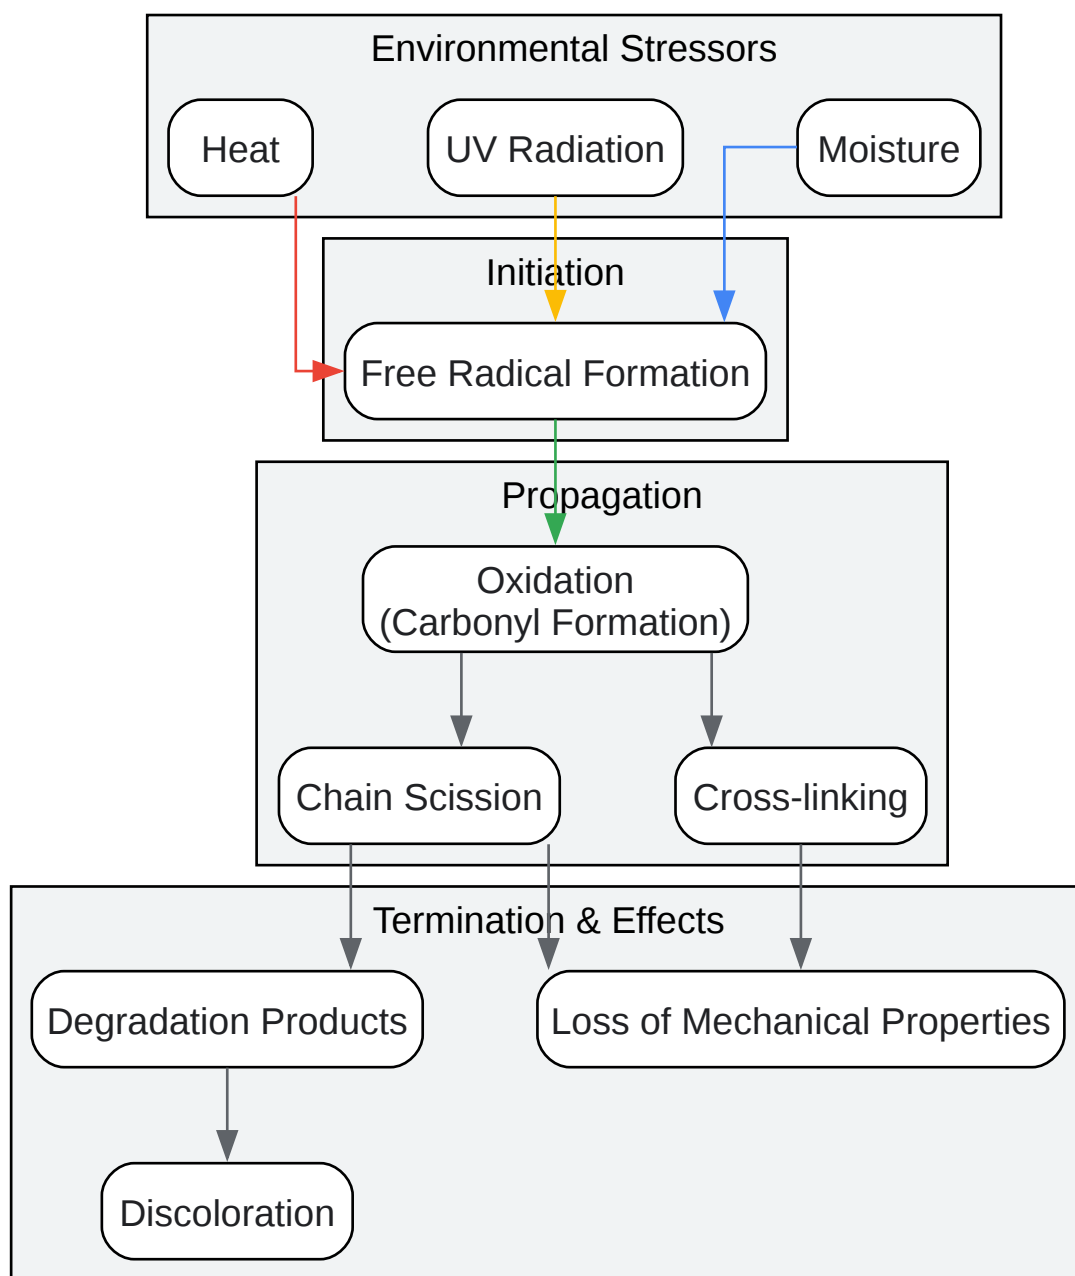 Environmental Stressors
Heat
UV Radiation
Moisture
Initiation
Free Radical Formation
Propagation
Oxidation
(Carbonyl Formation)
Chain Scission
Cross-linking
Termination & Effects
Degradation Products
Loss of Mechanical Properties
Discoloration